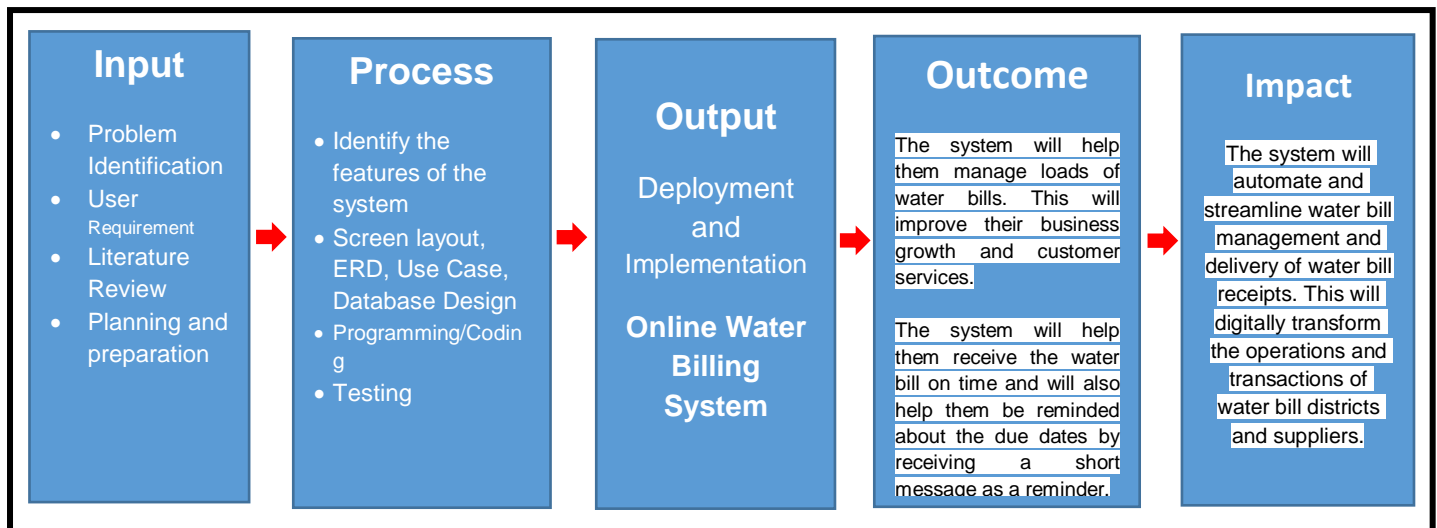 Input
• Problem
Identification
• User
Requirement
• Literature
Review
• Planning and
preparation
Process
• Identify the
features of the
system
• Screen layout,
ERD, Use Case,
Database Design
• Programming/Codin
g
• Testing
Output
Deployment
and
Implementation
Online Water
Billing
System
Outcome
The system will help
them manage loads of
water bills. This will
improve their business
growth and customer
services.
The system will help
them receive the water
bill on time and will also
help them be reminded
about the due dates by
receiving a short
message as a reminder.
Impact
The system will
automate and
streamline water bill
management and
delivery of water bill
receipts. This will
digitally transform
the operations and
transactions of
water bill districts
and suppliers.